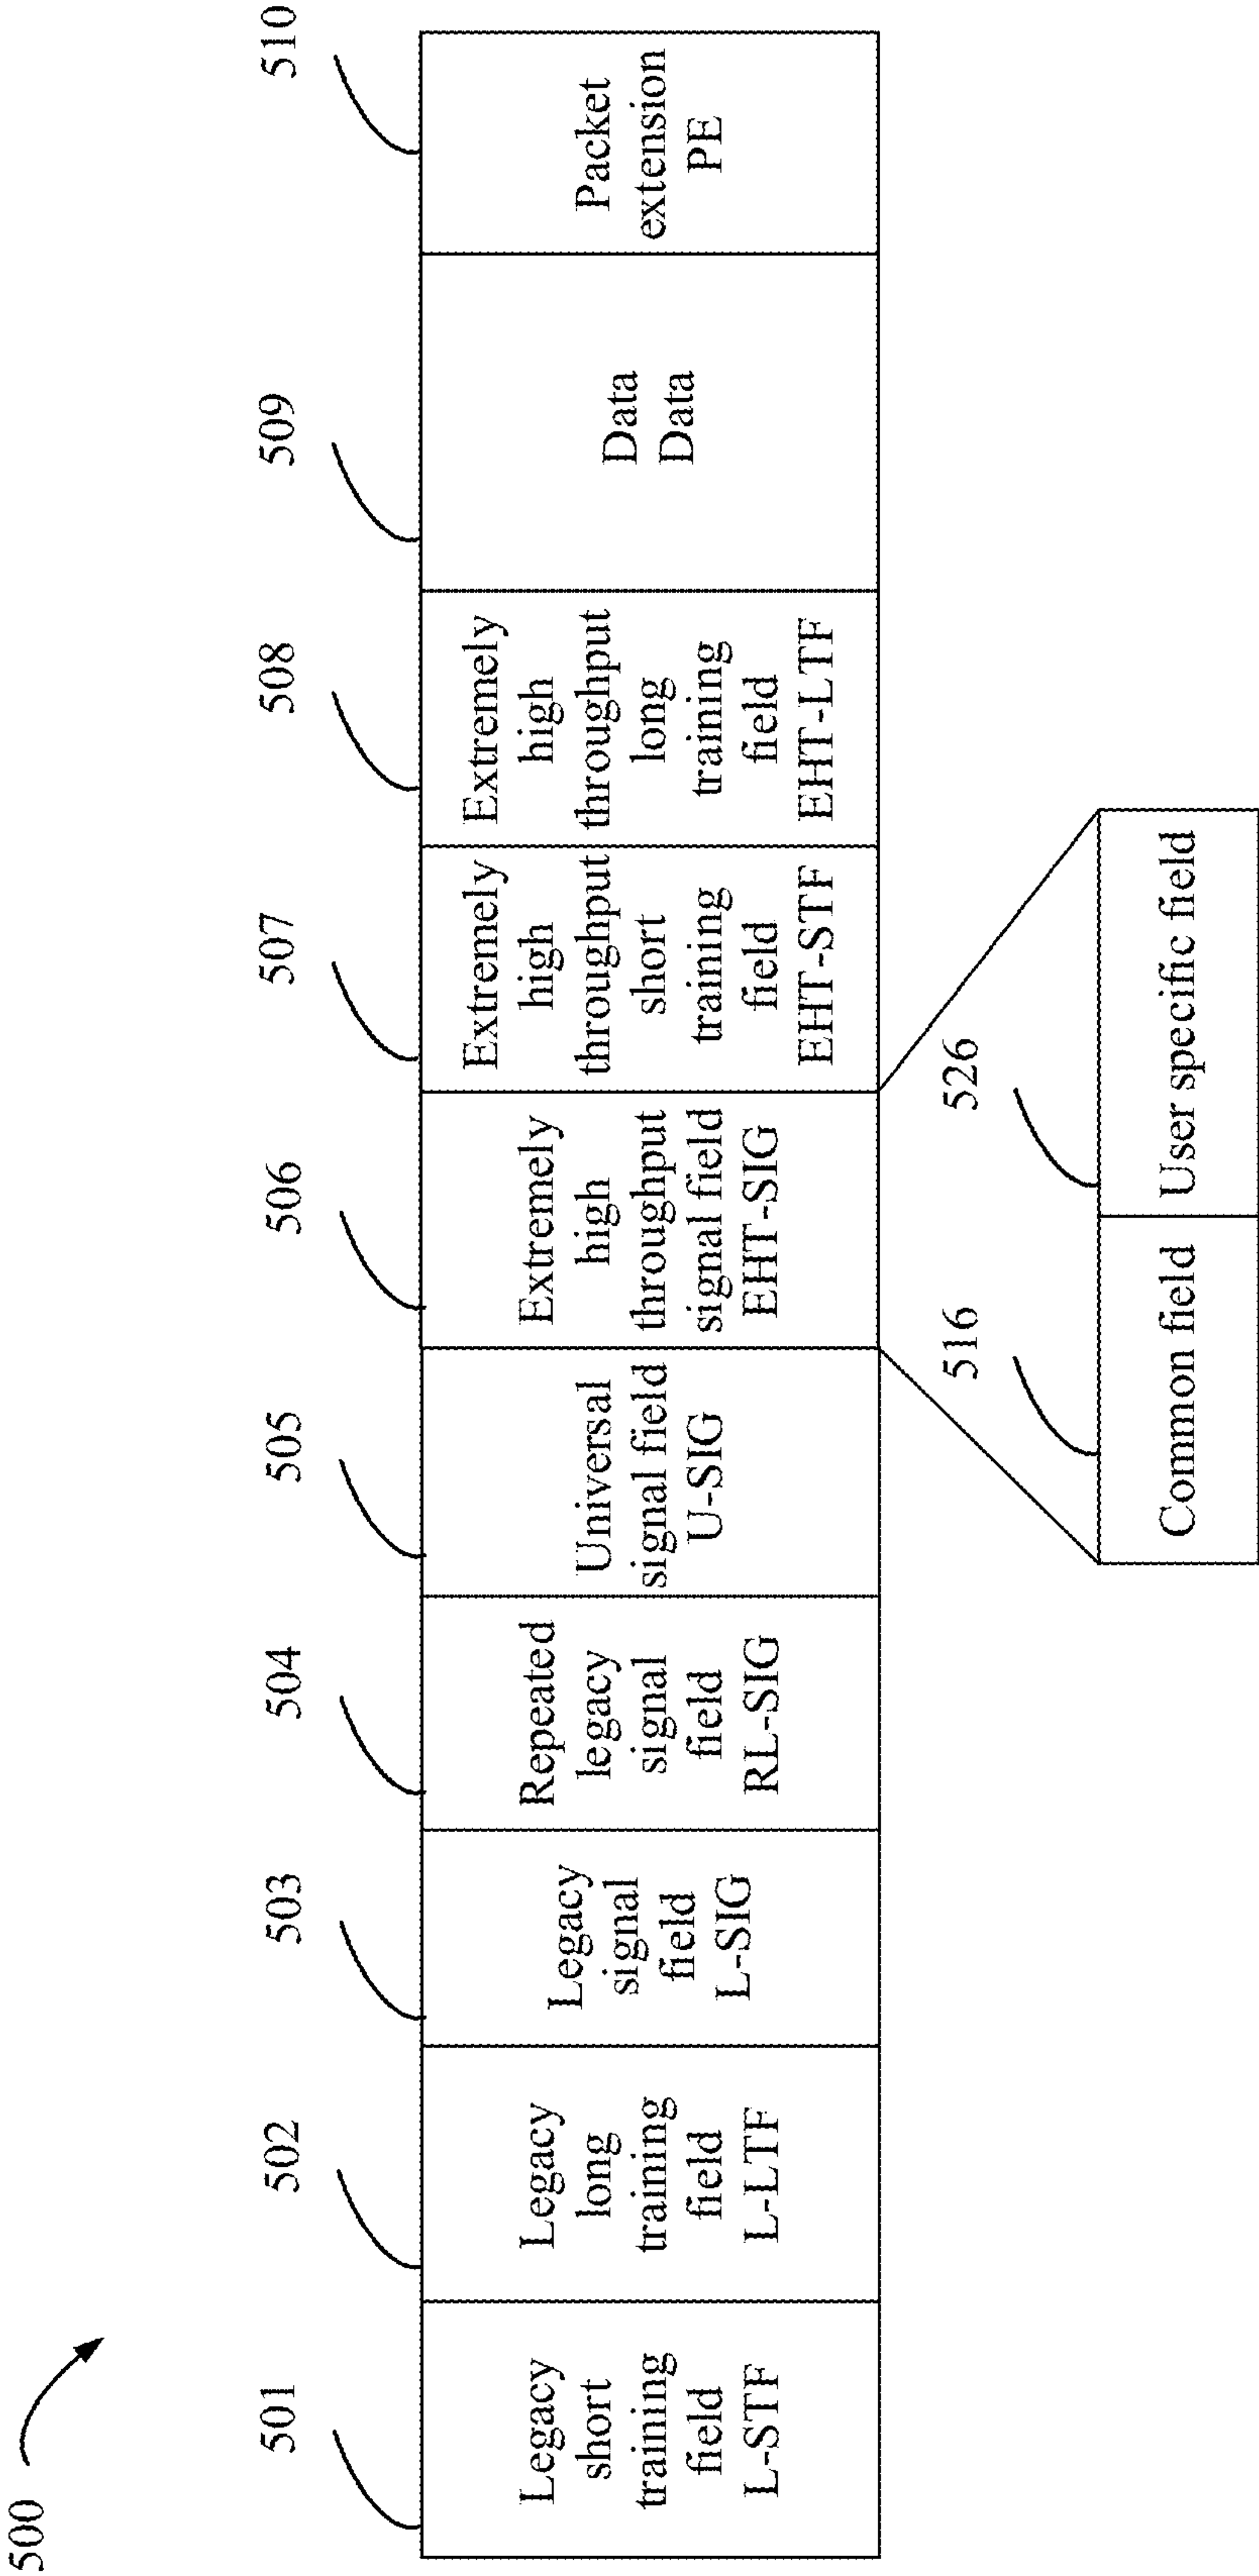 500
501
502
503
504
505
506
507
508
509
510
Legacy
short
training
field
L-STF
Legacy
long
training
field
L-LTF
Legacy
signal
field
L-SIG
Repeated
legacy
signal
field
RL-SIG
Universal
signal field
U-SIG
Extremely
high
throughput
signal field
EHT-SIG
Extremely
high
throughput
short
training
field
EHT-STF
Extremely
high
throughput
long
training
field
EHT-LTF
Data
Data
Packet
extension
PE
516
526
Common field
User specific field